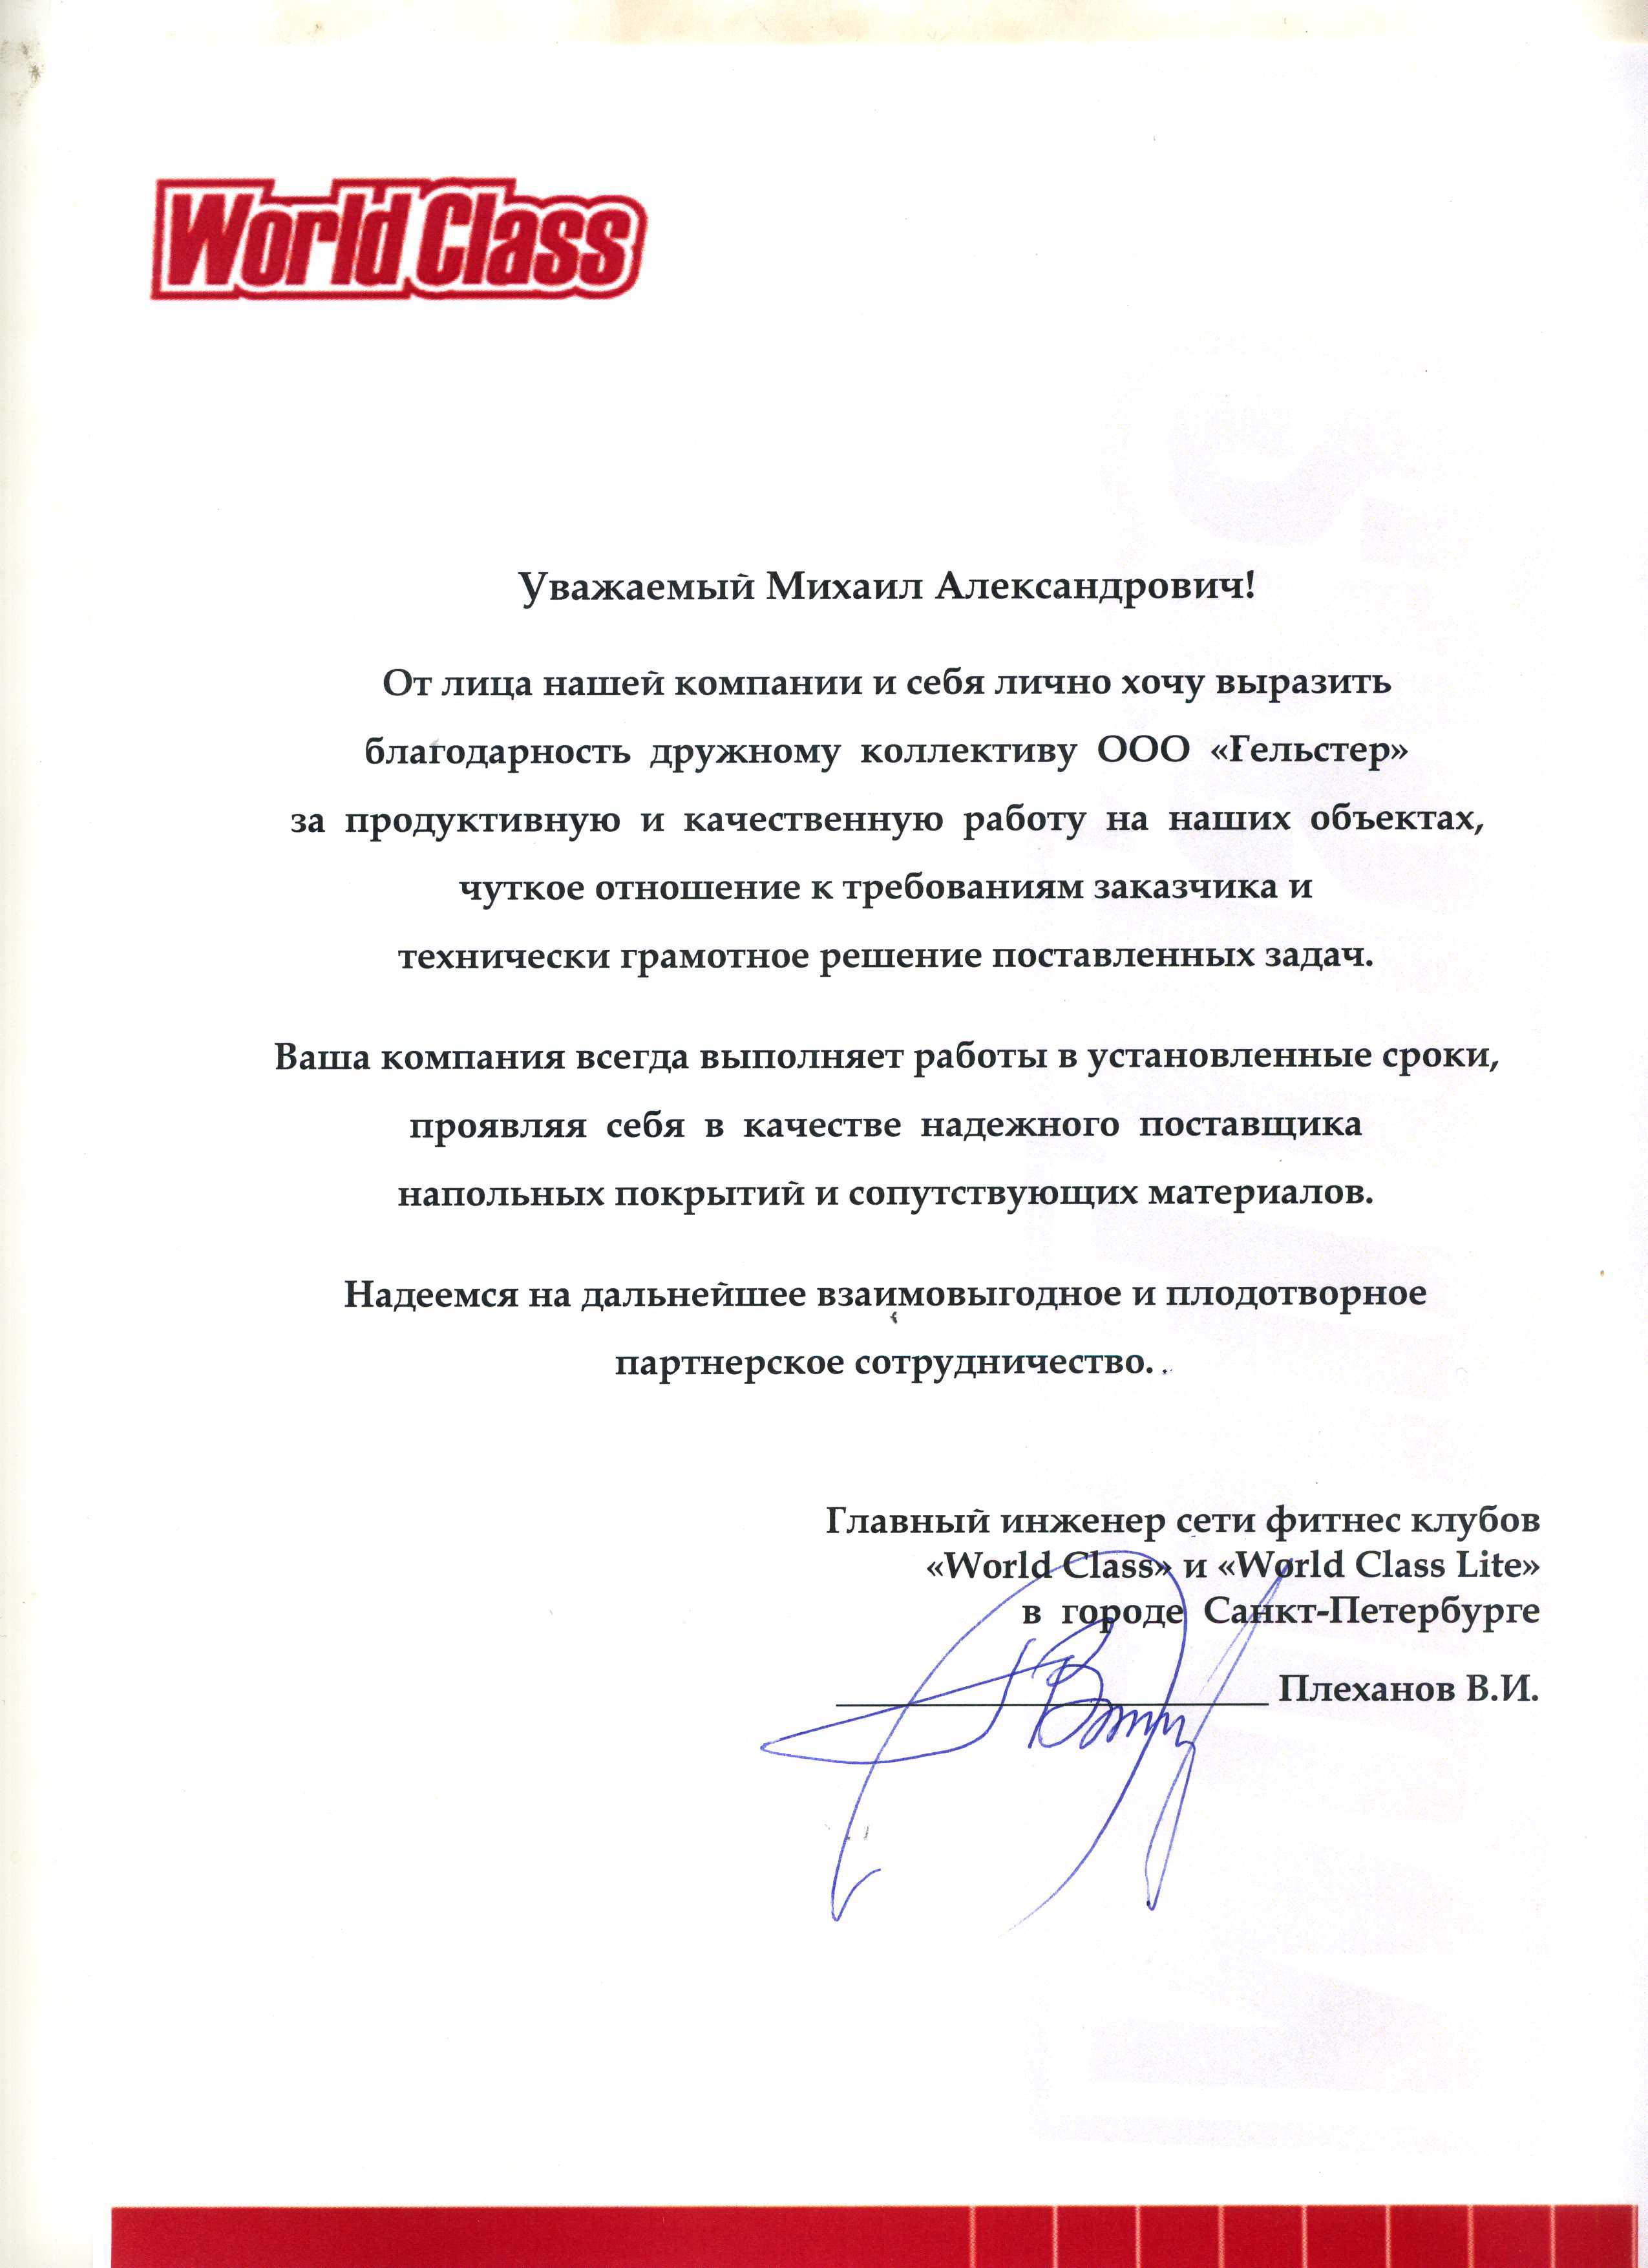 World Class
Уважаемый Михаил Александрович!
От лица нашей компании и себя лично хочу выразить
благодарность дружному коллективу ООО «Гельстер»
за продуктивную и качественную работу на наших объектах,
чуткое отношение к требованиям заказчика и
технически грамотное решение поставленных задач.
Ваша компания всегда выполняет работы в установленные сроки,
проявляя себя в качестве надежного поставщика
напольных покрытий и сопутствующих материалов.
Надеемся на дальнейшее взаимовыгодное и плодотворное
партнерское сотрудничество.
Главный инженер сети фитнес клубов
«World Class» и «World Class Lite»
в городе Санкт-Петербурге
Плеханов В.И.